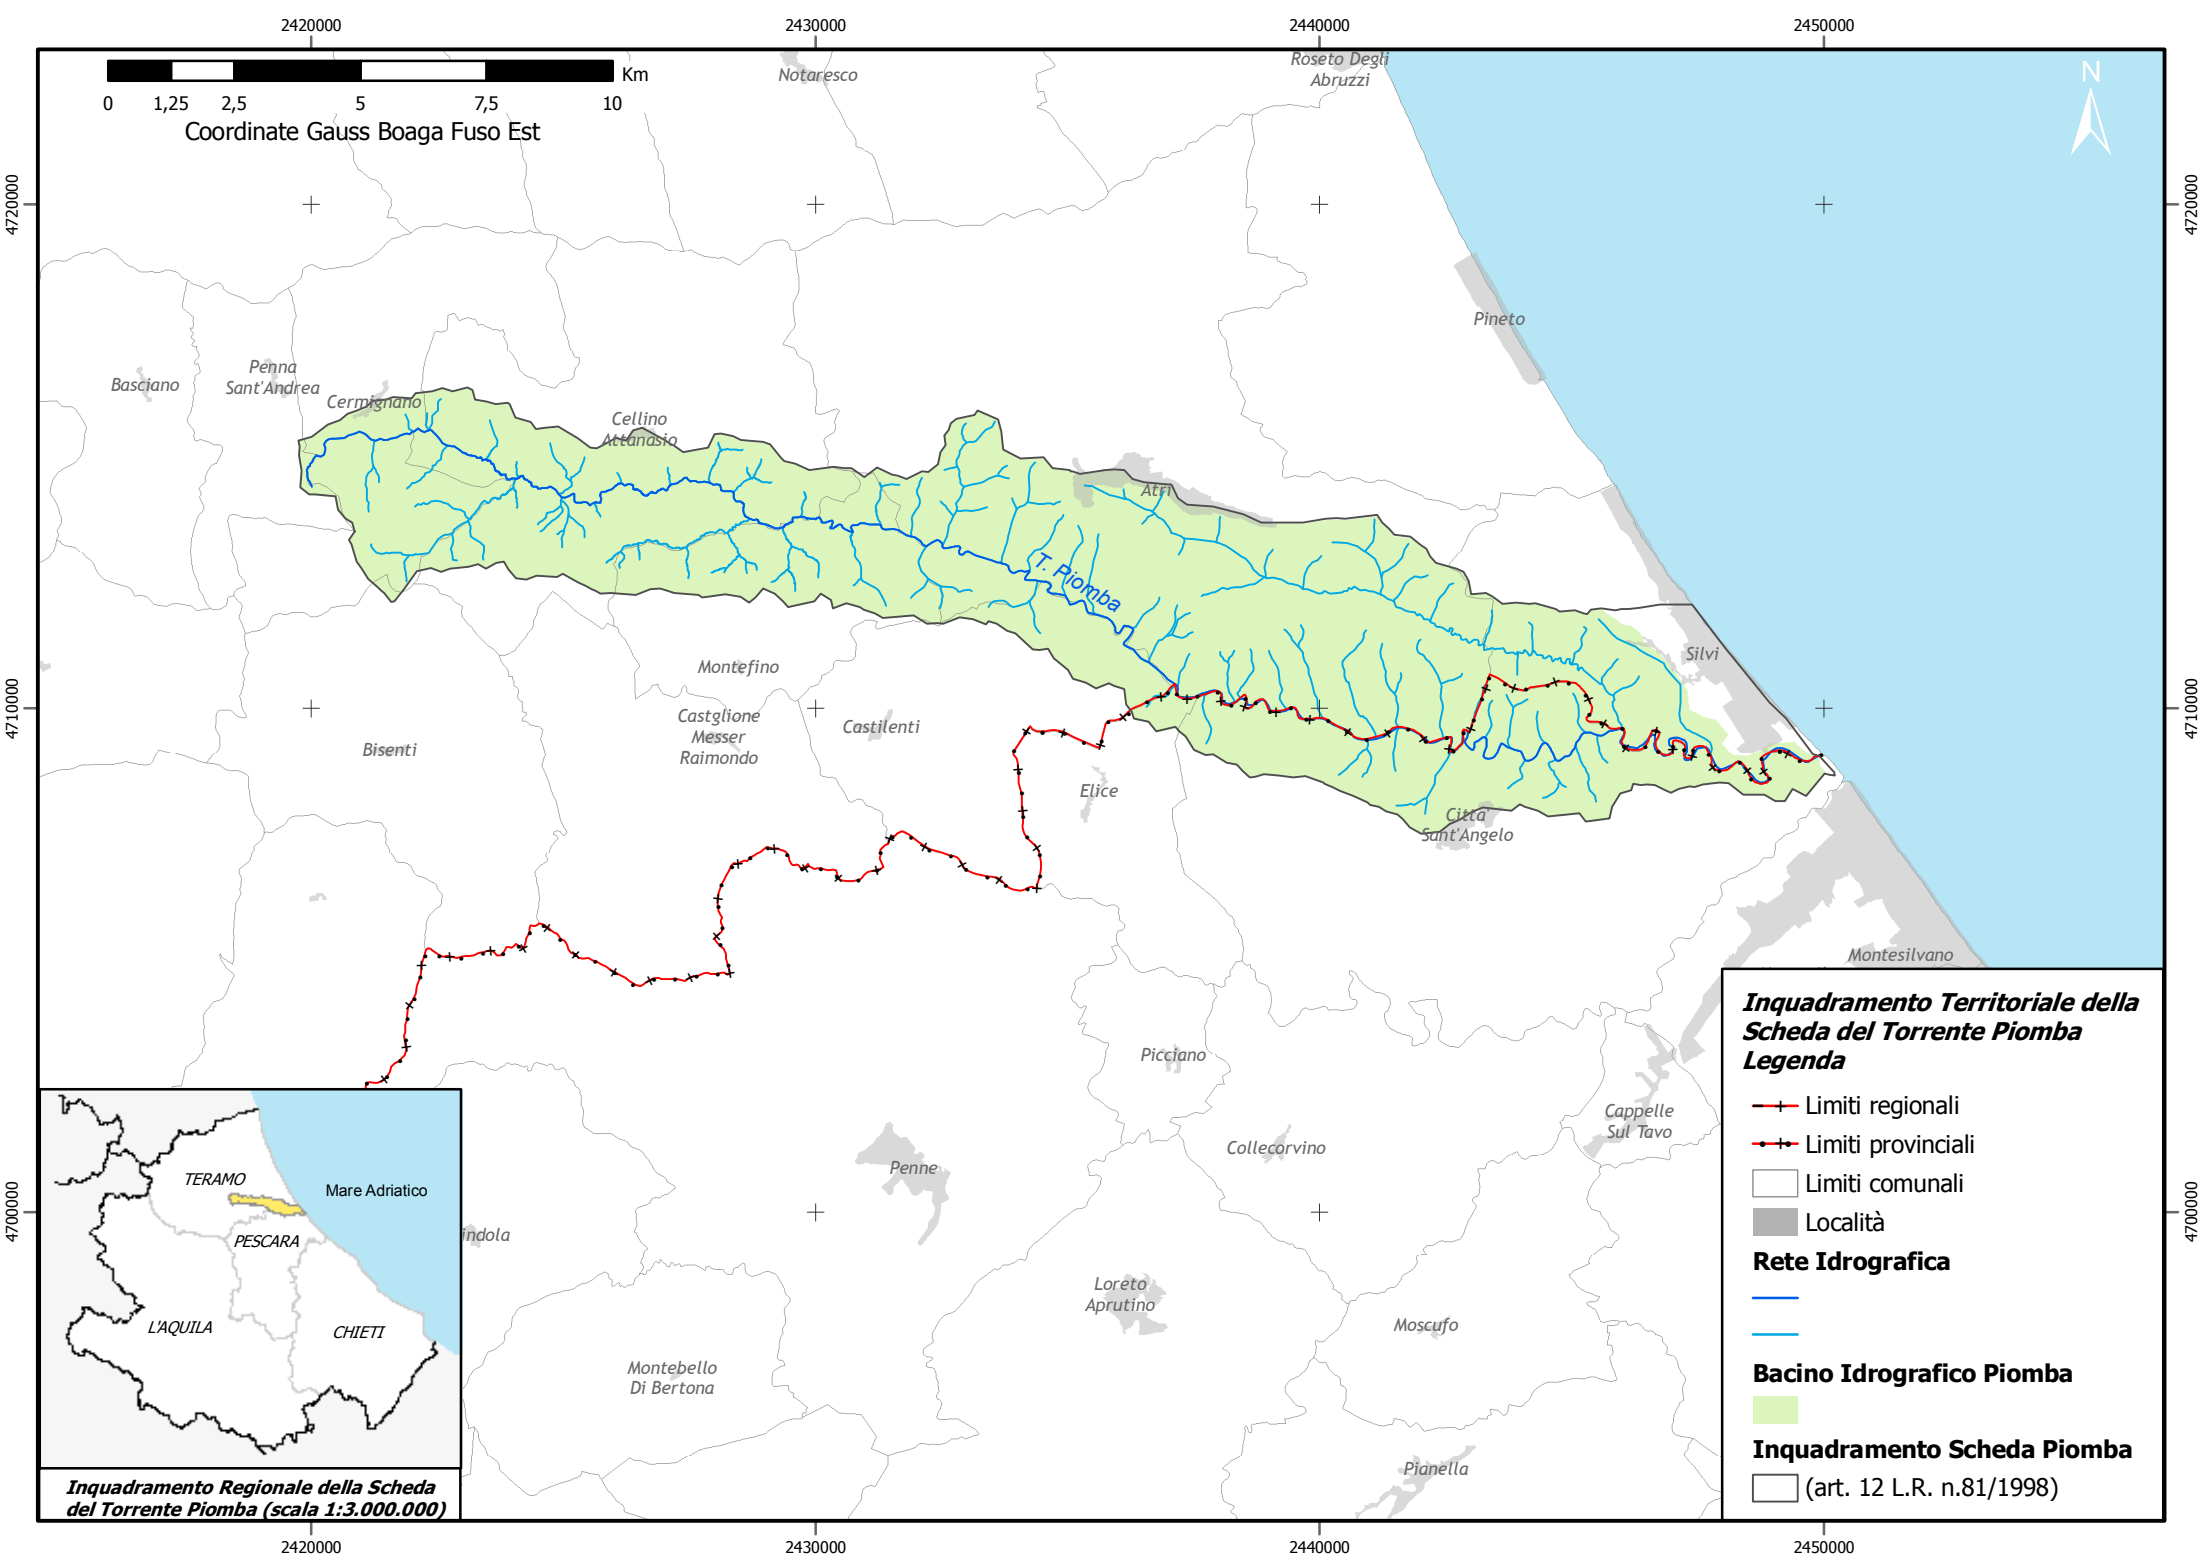 2420000
2430000
2440000
2450000
Km
0 1,25 2,5 5 7,5 10
Coordinate Gauss Boaga Fuso Est
N
4720000
4720000
4710000
4710000
4700000
4700000
Notaresco
Roseto Degli
Abruzzi
Pineto
Basciano
Penna
Sant'Andrea
Cermignano
Cellino
Attanasio
Atri
T. Piomba
Silvi
Montefino
Castglione
Messer
Raimondo
Castilenti
Bisenti
Elice
Citta'
Sant'Angelo
Montesilvano
Picciano
Collecorvino
Cappelle
Sul Tavo
Penne
indola
Loreto
Aprutino
Moscufo
Montebello
Di Bertona
Pianella
TERAMO
Mare Adriatico
PESCARA
L'AQUILA
CHIETI
Inquadramento Regionale della Scheda
del Torrente Piomba (scala 1:3.000.000)
Inquadramento Territoriale della
Scheda del Torrente Piomba
Legenda
Limiti regionali
Limiti provinciali
Limiti comunali
Località
Rete Idrografica
Bacino Idrografico Piomba
Inquadramento Scheda Piomba
(art. 12 L.R. n.81/1998)
2420000
2430000
2440000
2450000